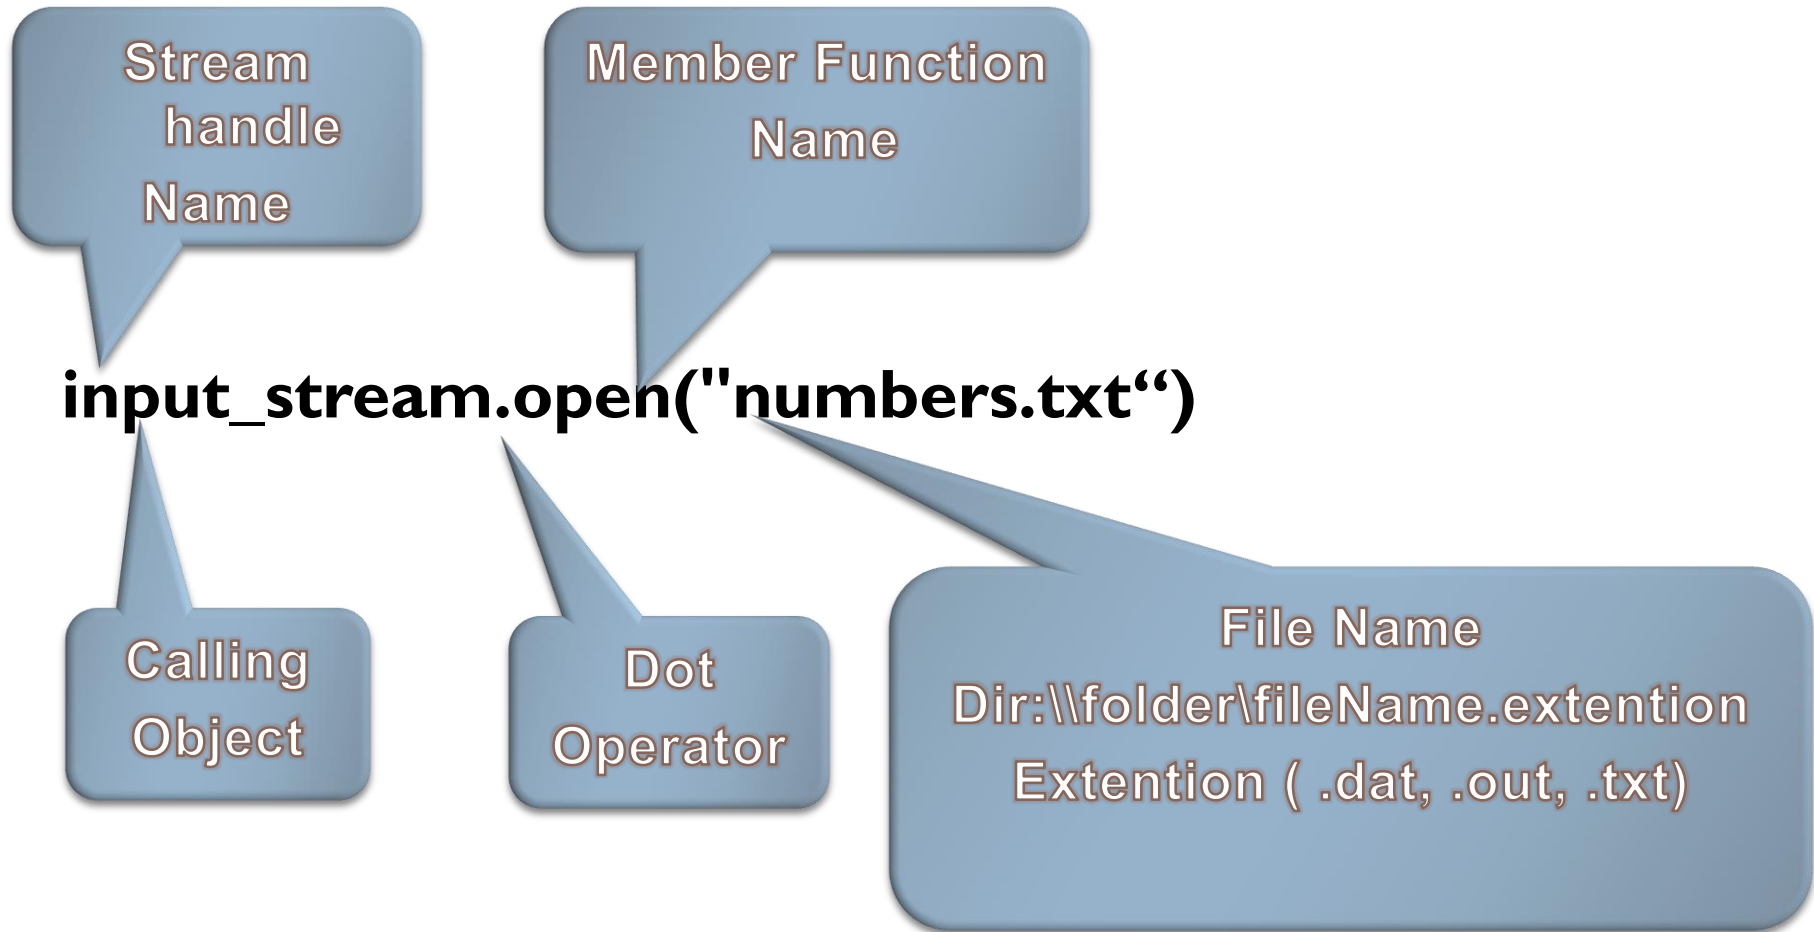 Stream
handle
Name
Member Function
Name
input_stream.open("numbers.txt“)
Calling
Object
Dot
Operator
File Name
Dir:\\folder\fileName.extention
Extention ( .dat, .out, .txt)